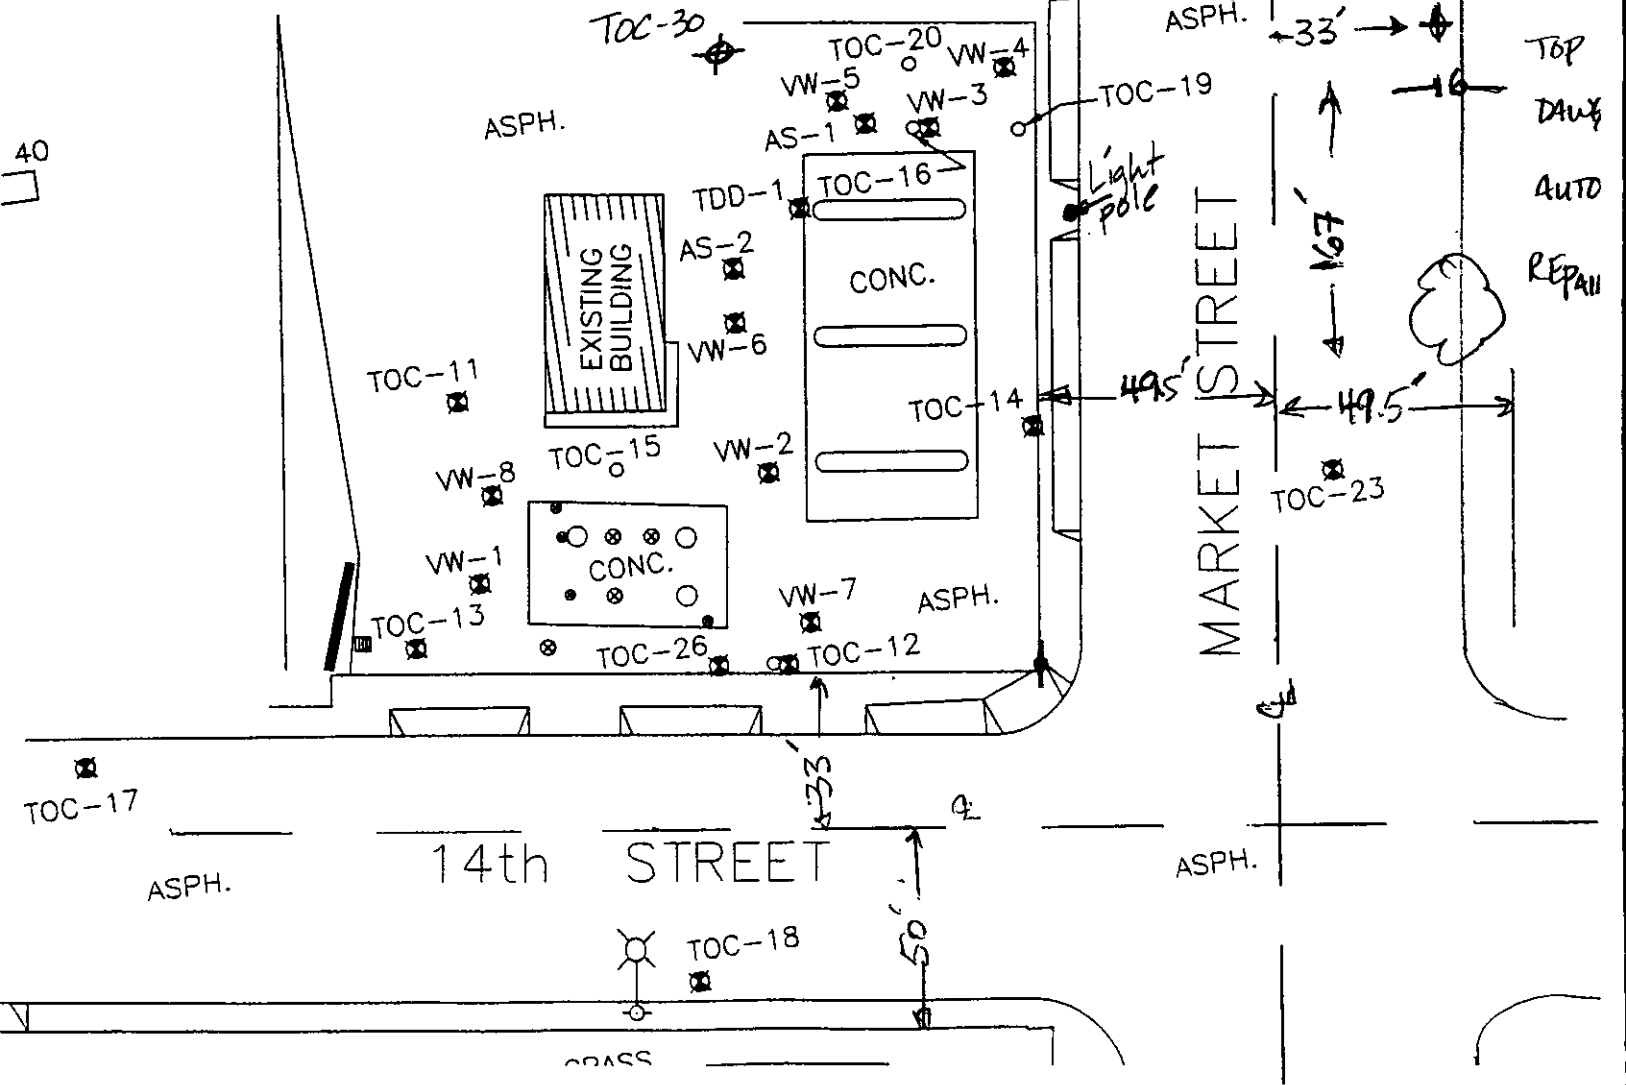 TOC-30
TOC-20
VW-4
ASPH.
33'
TOP
VW-5
VW-3
TOC-19
16
ASPH.
AS-1
40
Light
pole
TDD-1
TOC-16
AUTO
AS-2
EXISTING
BUILDING
CONC.
167'
REPAIR
VW-6
MARKET STREET
TOC-11
TOC-14
49.5'
49.5'
TOC-15
VW-2
VW-8
TOC-23
VW-1
CONC.
VW-7
ASPH.
TOC-13
TOC-26
TOC-12
33'
TOC-17
14th STREET
ASPH.
ASPH.
50'
TOC-18
GRASS